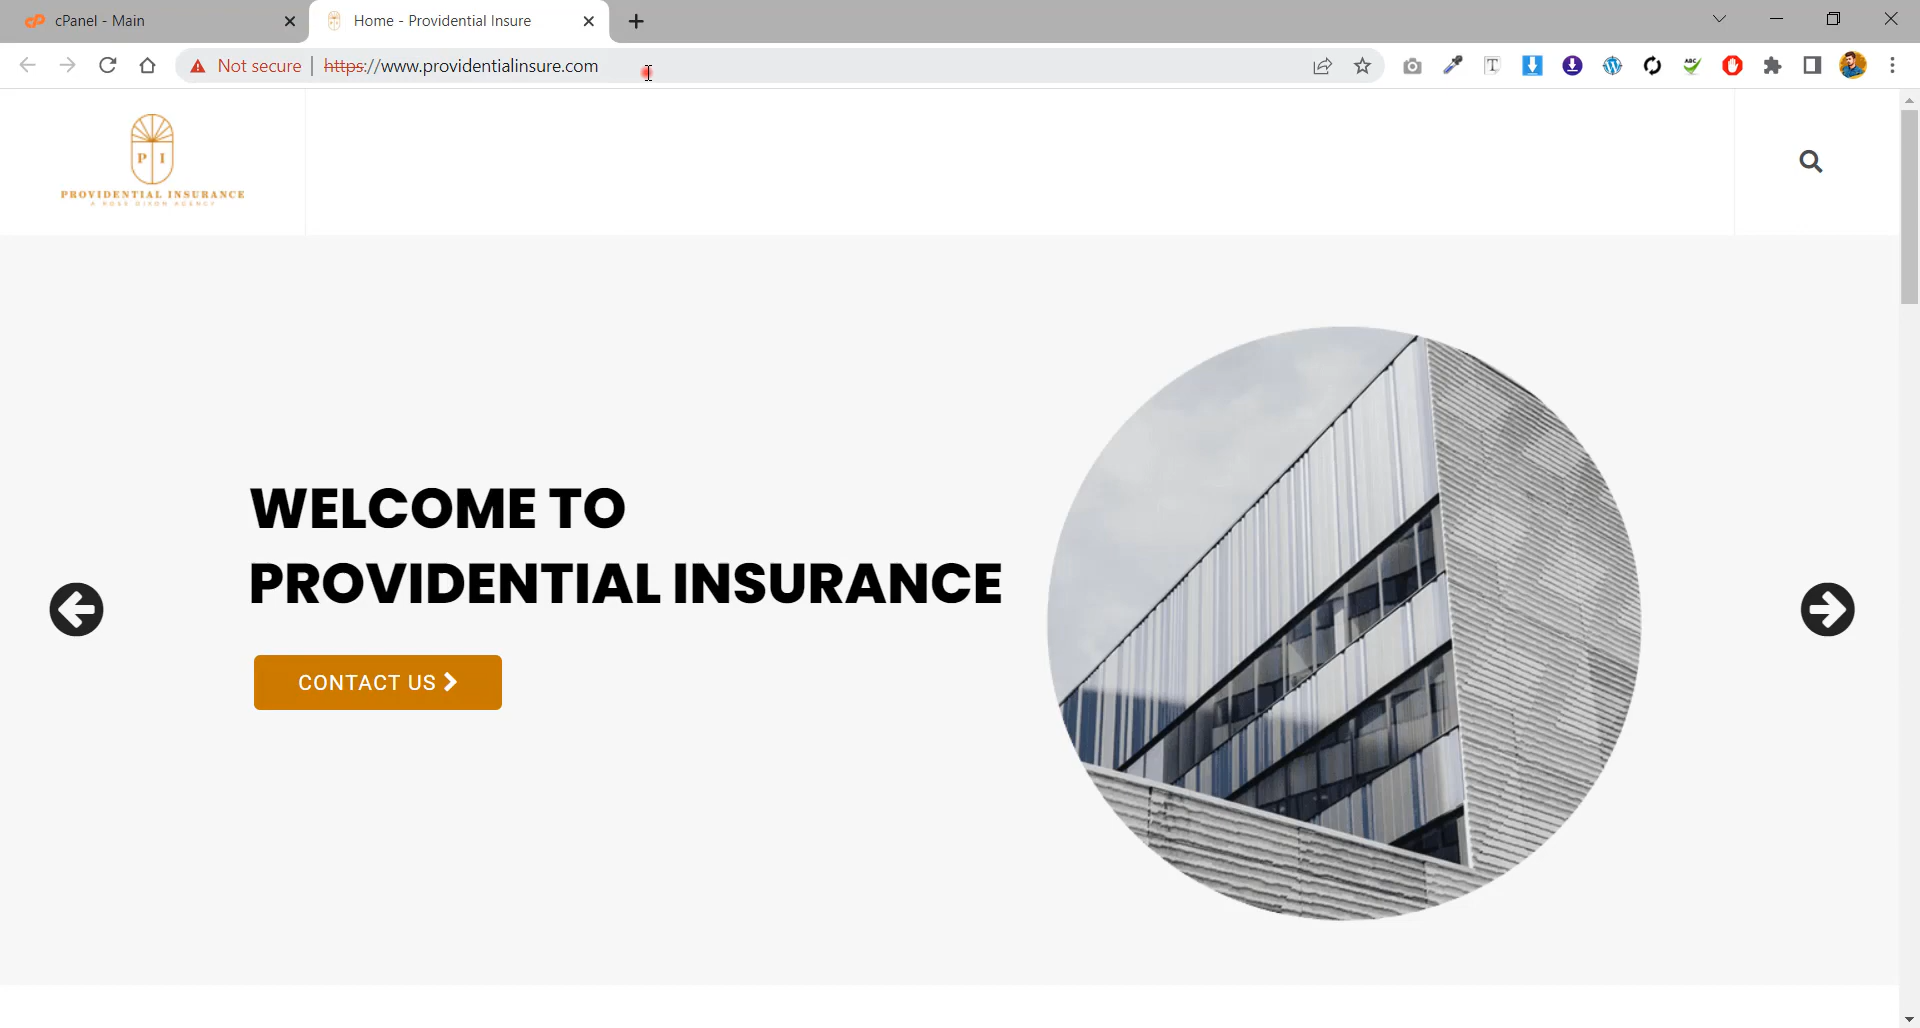 cPanel - Main
Home - Providential Insure
Not secure | https://www.providentialinsure.com
P I
PROVIDENTIAL INSURANCE
WELCOME TO
PROVIDENTIAL INSURANCE
CONTACT US